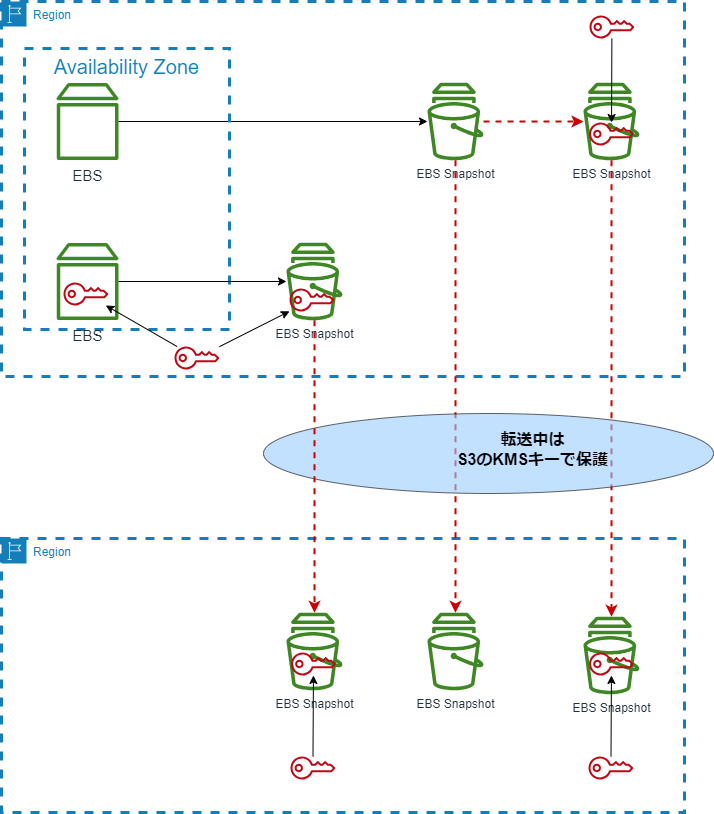 Region
Availability Zone
EBS
EBS Snapshot
EBS Snapshot
EBS
EBS Snapshot
転送中は
S3のKMSキーで保護
Region
EBS Snapshot
EBS Snapshot
EBS Snapshot